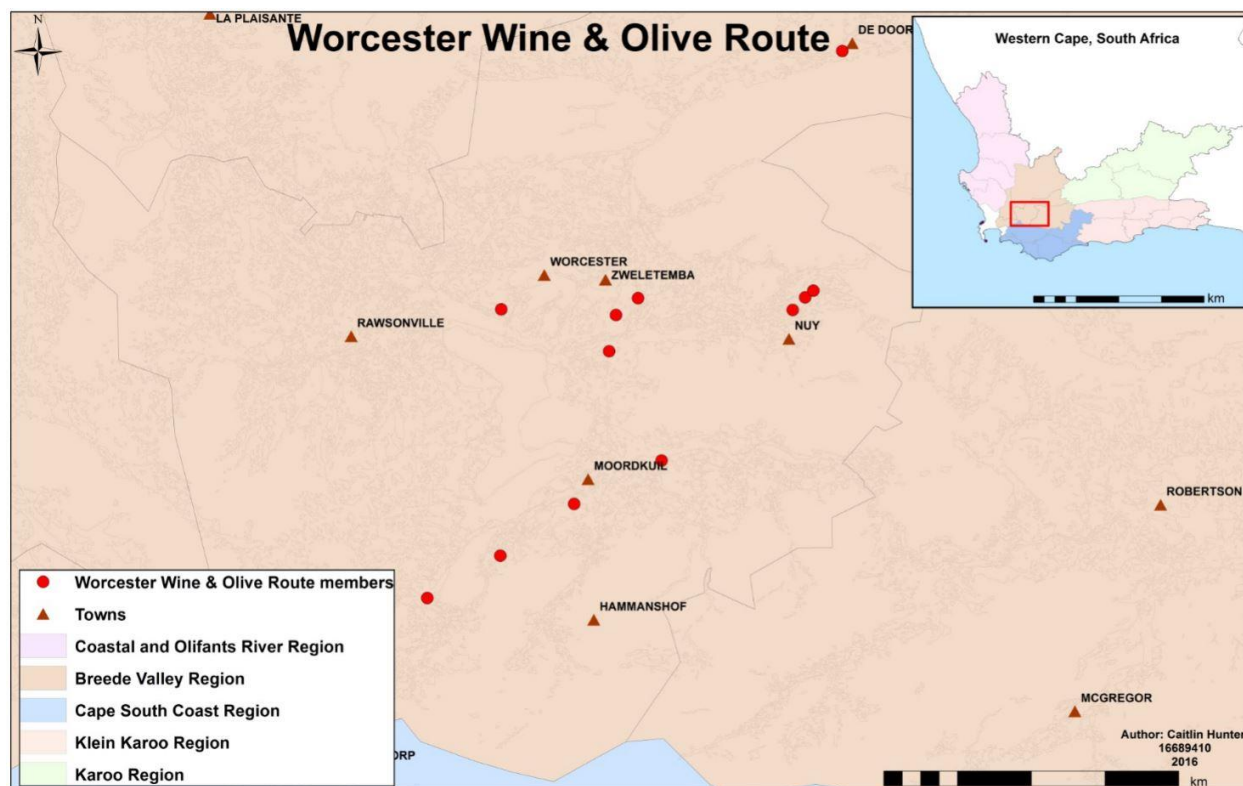 N
LA PLAISANTE
Worcester Wine & Olive Route
DE DOOR
Western Cape, South Africa
km
WORCESTER
ZWELETEMBA
RAWSONVILLE
NUY
MOORDKUIL
ROBERTSON
HAMMANSHOF
MCGREGOR
Worcester Wine & Olive Route members
Towns
Coastal and Olifants River Region
Breede Valley Region
Cape South Coast Region
Klein Karoo Region
Karoo Region
ORP
Author: Caitlin Hunter
16689410
2016
km